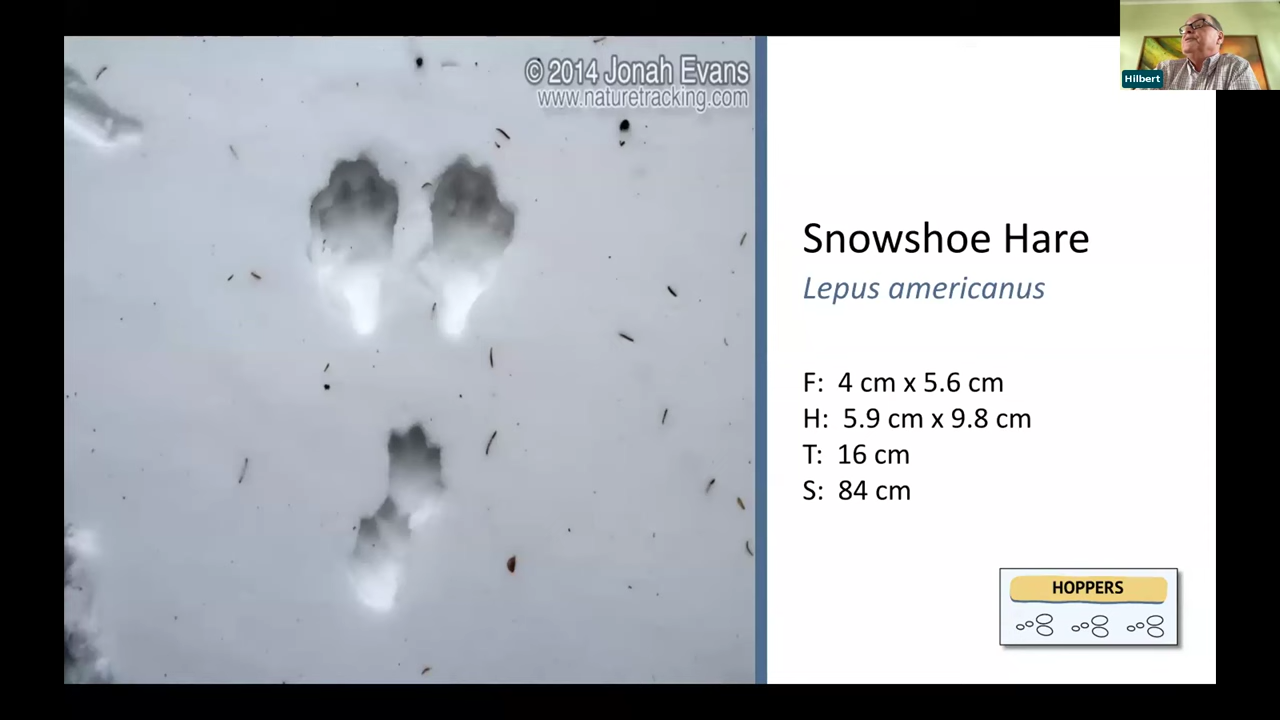 © 2014 Jonah Evans
www.naturetracking.com
Hilbert
Snowshoe Hare
Lepus americanus
F: 4 cm x 5.6 cm
H: 5.9 cm x 9.8 cm
T: 16 cm
S: 84 cm
HOPPERS